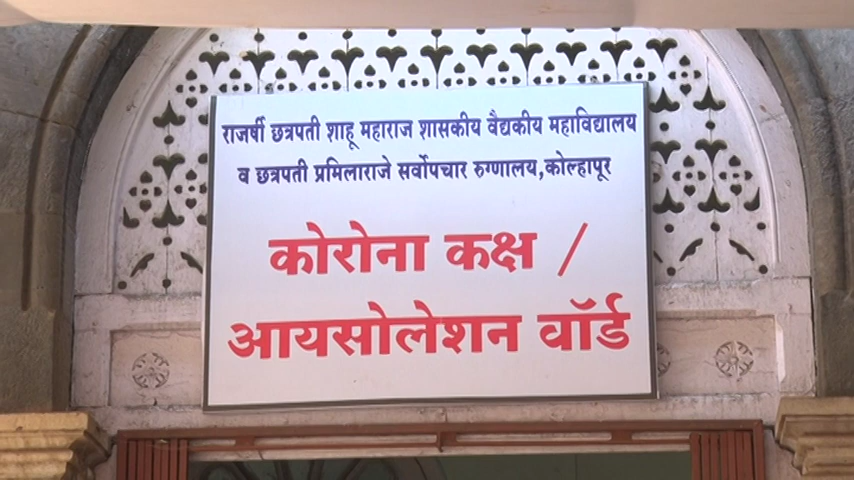 राजर्षी छत्रपती शाहू महाराज शासकीय वैद्यकीय महाविद्यालय
व छत्रपती प्रमिलाराजे सर्वोपचार रुग्णालय,कोल्हापूर
कोरोना कक्ष /
आयसोलेशन वॉर्ड